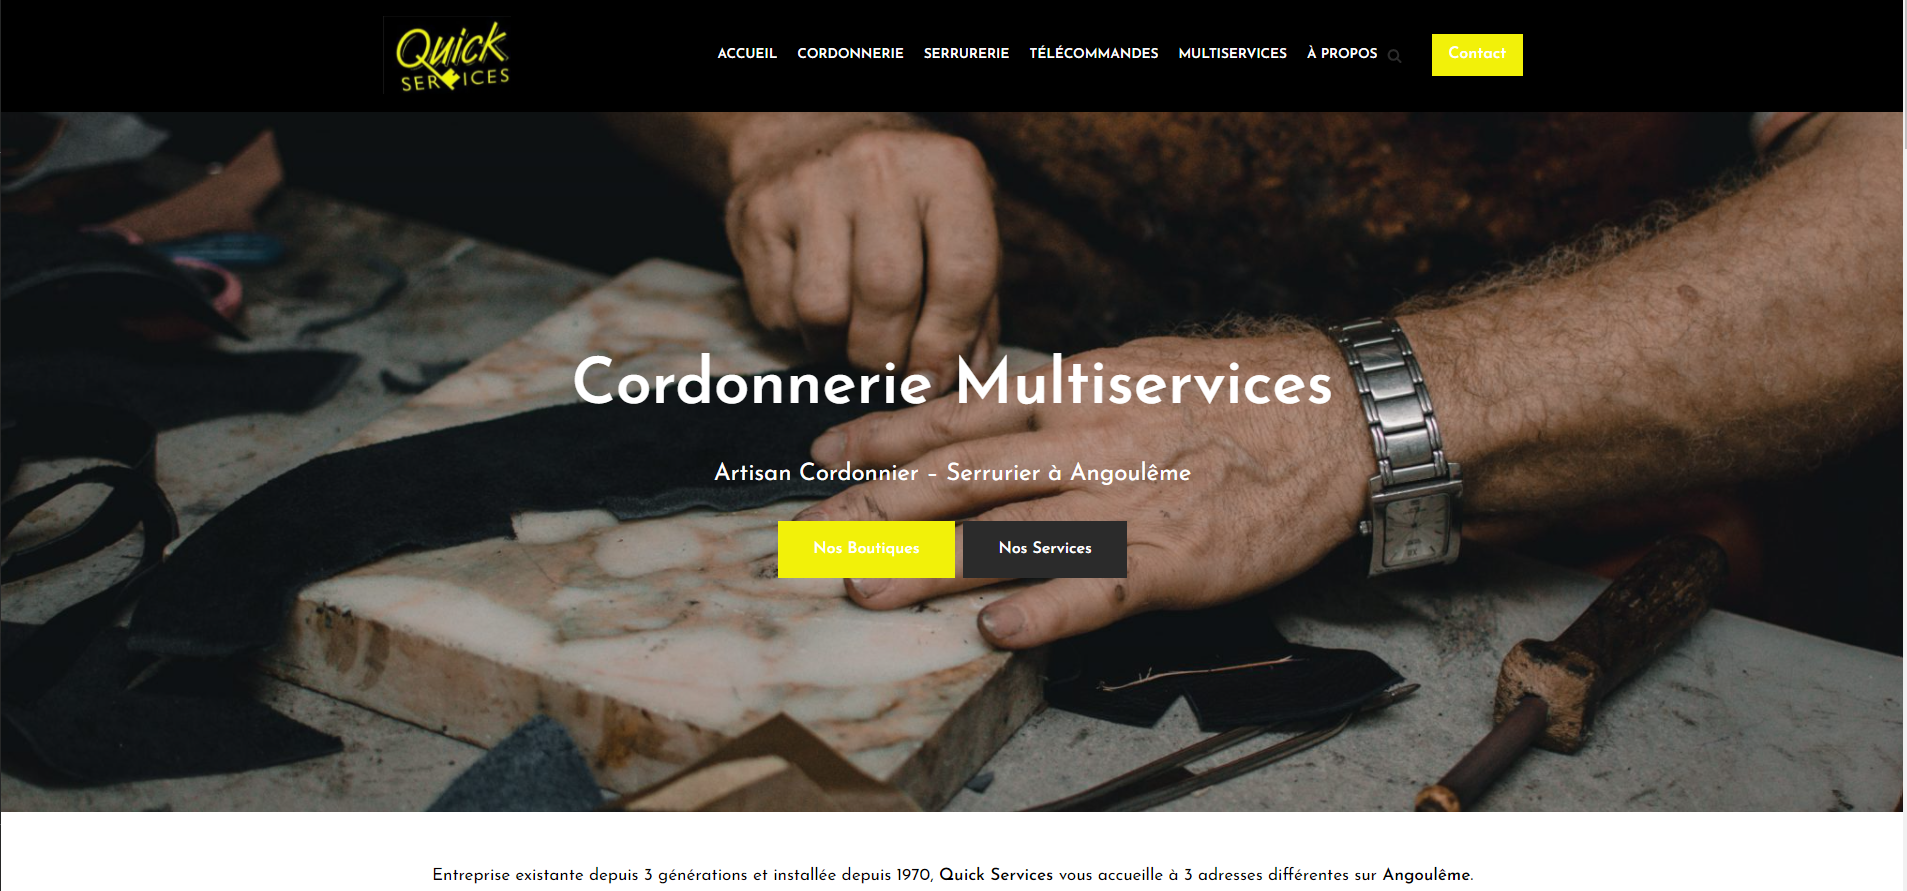 Quick
SERVICES
ACCUEIL CORDONNERIE SERRURERIE TÉLÉCOMMANDES MULTISERVICES À PROPOS
Contact
Cordonnerie Multiservices
Artisan Cordonnier – Serrurier à Angoulême
Nos Boutiques Nos Services
Entreprise existante depuis 3 générations et installée depuis 1970, Quick Services vous accueille à 3 adresses différentes sur Angoulême.